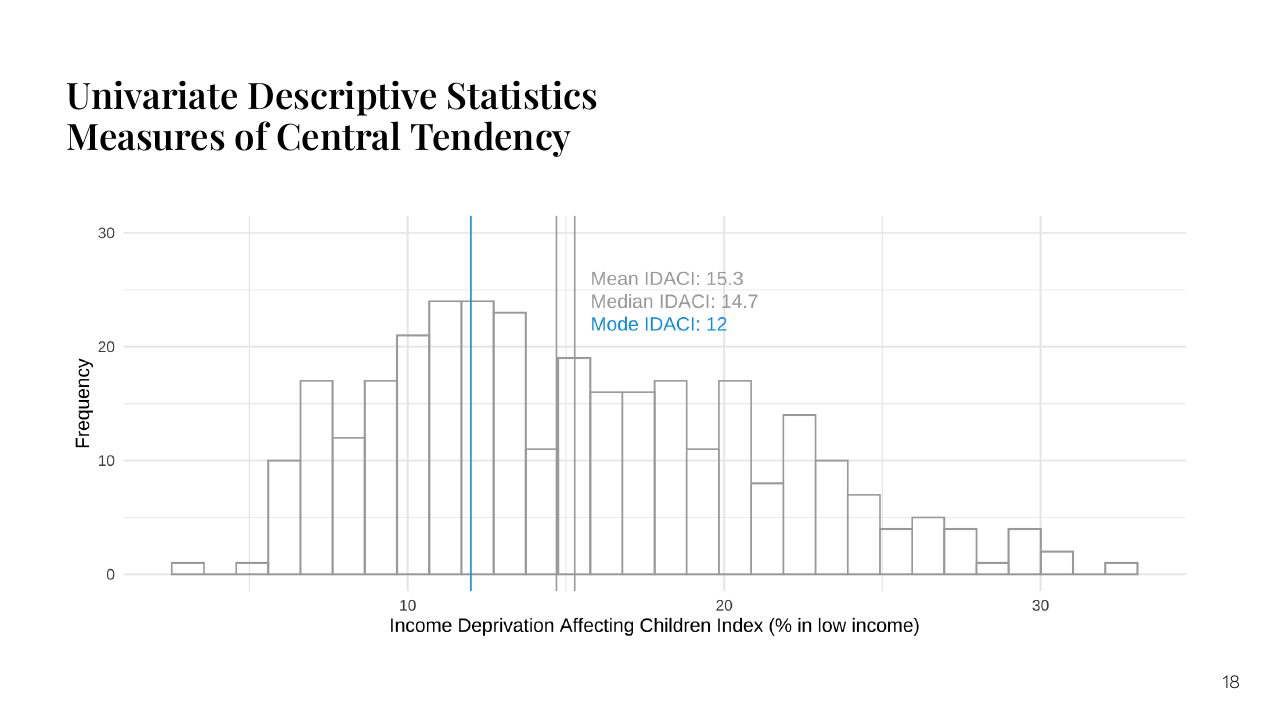 Univariate Descriptive Statistics
Measures of Central Tendency
30
20
10
0
Frequency
Mean IDACI: 15.3
Median IDACI: 14.7
Mode IDACI: 12
10 20 30
Income Deprivation Affecting Children Index (% in low income)
18